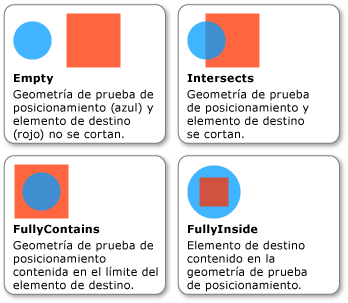 Empty
Geometría de prueba de
posicionamiento (azul) y
elemento de destino
(rojo) no se cortan.
Intersects
Geometría de prueba
de posicionamiento y
elemento de destino
se cortan.
FullyContains
Geometría de prueba de
posicionamiento
contenida en el límite del
elemento de destino.
FullyInside
Elemento de destino
contenido en la
geometría de prueba
de posicionamiento.